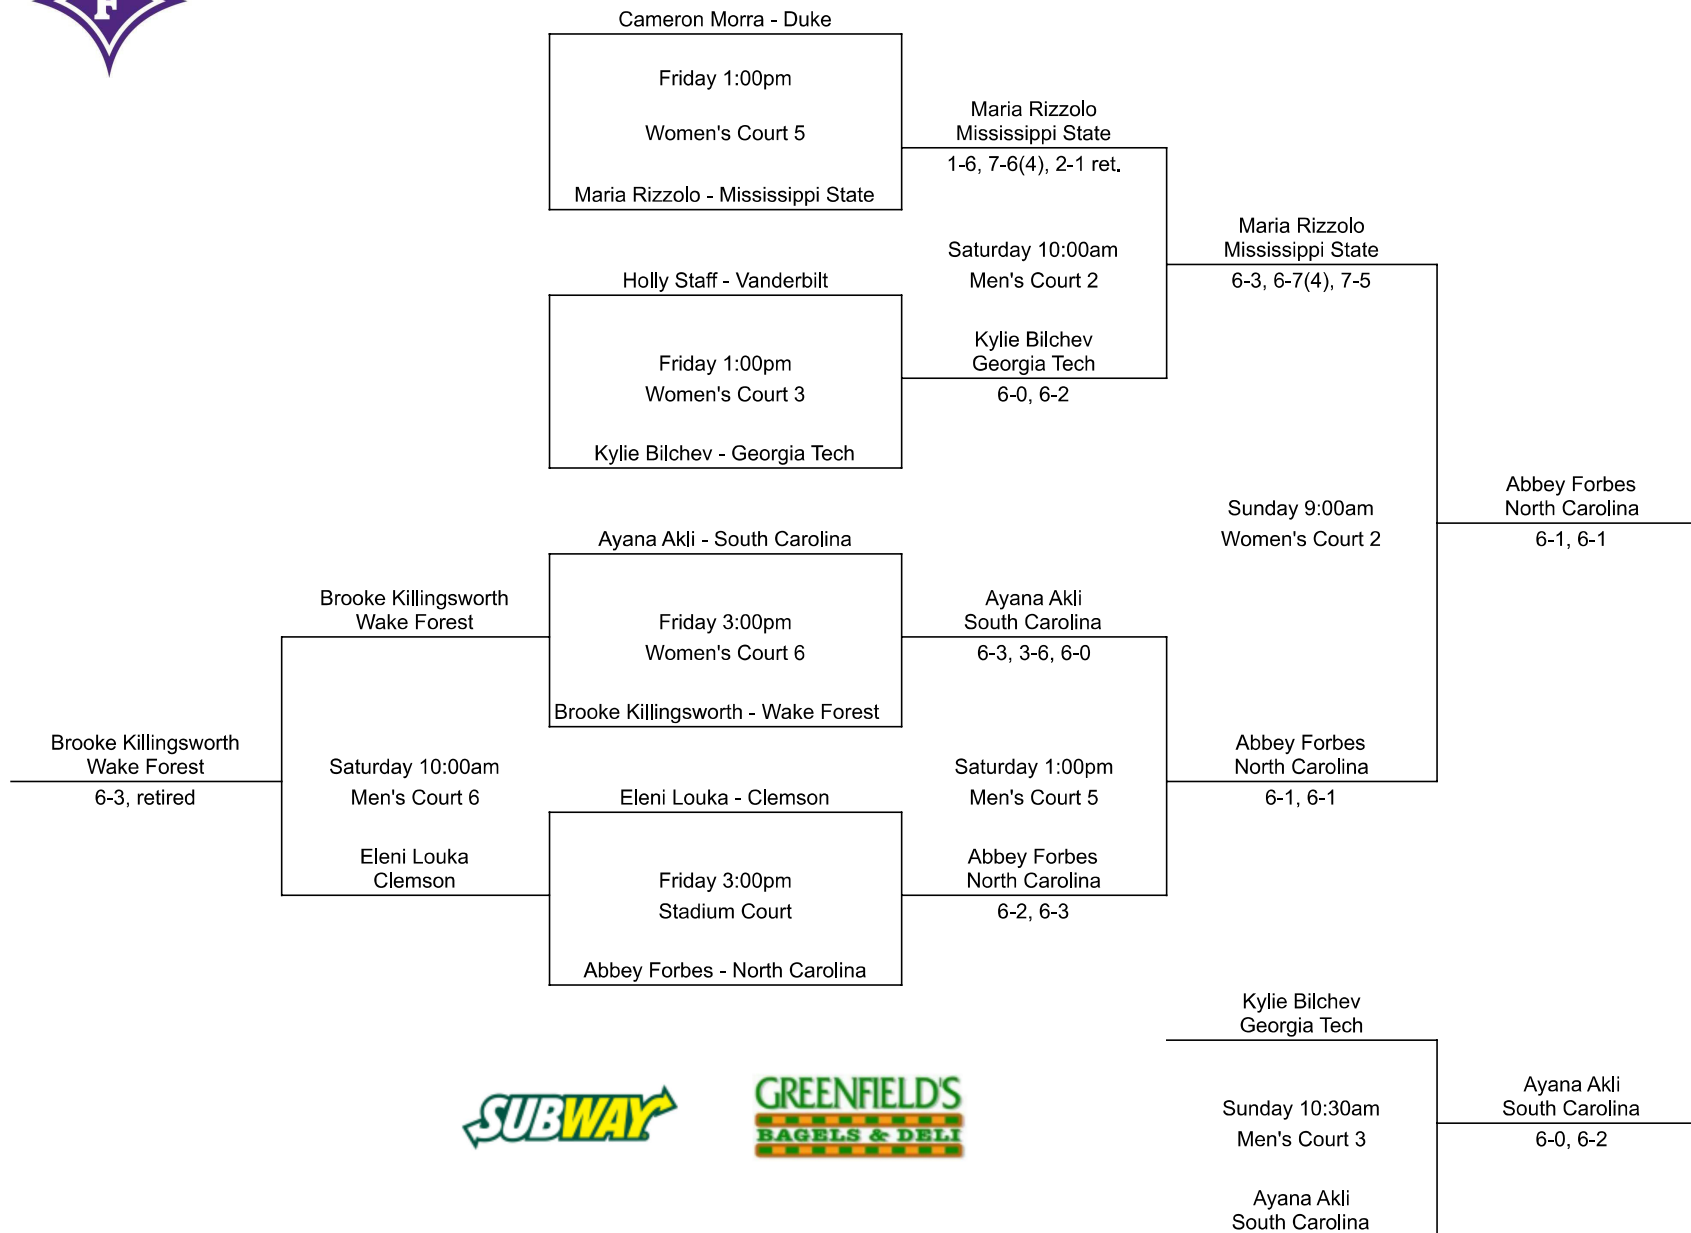 F
Cameron Morra - Duke
Friday 1:00pm
Women's Court 5
Maria Rizzolo - Mississippi State
Maria Rizzolo
Mississippi State
1-6, 7-6(4), 2-1 ret.
Saturday 10:00am
Men's Court 2
Maria Rizzolo
Mississippi State
6-3, 6-7(4), 7-5
Holly Staff - Vanderbilt
Friday 1:00pm
Women's Court 3
Kylie Bilchev - Georgia Tech
Kylie Bilchev
Georgia Tech
6-0, 6-2
Sunday 9:00am
Women's Court 2
Abbey Forbes
North Carolina
6-1, 6-1
Ayana Akli - South Carolina
Friday 3:00pm
Women's Court 6
Brooke Killingsworth - Wake Forest
Brooke Killingsworth
Wake Forest
Ayana Akli
South Carolina
6-3, 3-6, 6-0
Brooke Killingsworth
Wake Forest
6-3, retired
Saturday 10:00am
Men's Court 6
Eleni Louka
Clemson
Eleni Louka - Clemson
Friday 3:00pm
Stadium Court
Abbey Forbes - North Carolina
Saturday 1:00pm
Men's Court 5
Abbey Forbes
North Carolina
6-2, 6-3
Abbey Forbes
North Carolina
6-1, 6-1
Kylie Bilchev
Georgia Tech
Sunday 10:30am
Men's Court 3
Ayana Akli
South Carolina
Ayana Akli
South Carolina
6-0, 6-2
SUBWAY
GREENFIELD'S
BAGELS & DELI